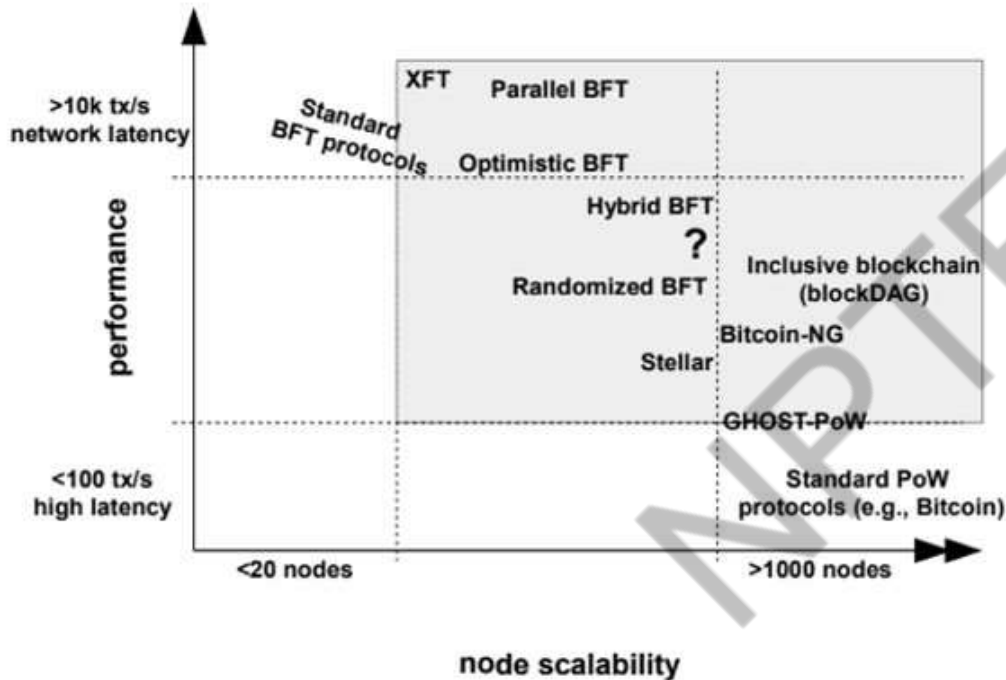 >10k tx/s
network latency
performance
<100 tx/s
high latency
Standard
BFT protocols
XFT
Parallel BFT
Optimistic BFT
Hybrid BFT
?
Randomized BFT
Inclusive blockchain
(blockDAG)
Bitcoin-NG
Stellar
GHOST-PoW
Standard PoW
protocols (e.g., Bitcoin)
<20 nodes
>1000 nodes
node scalability
NPTE